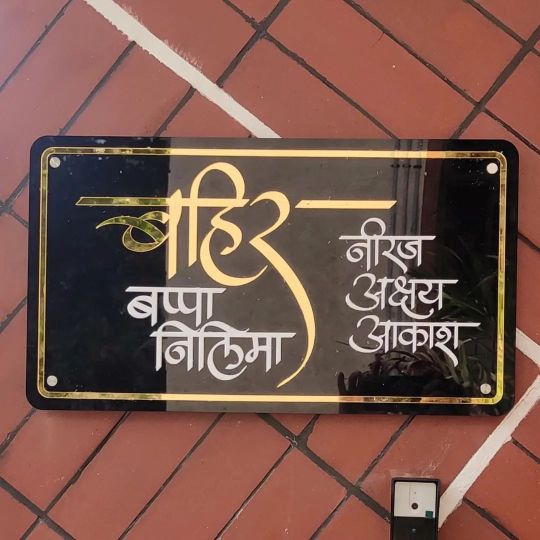 बहिर
बप्पा
निलिमा
नीरज
अक्षय
आकाश